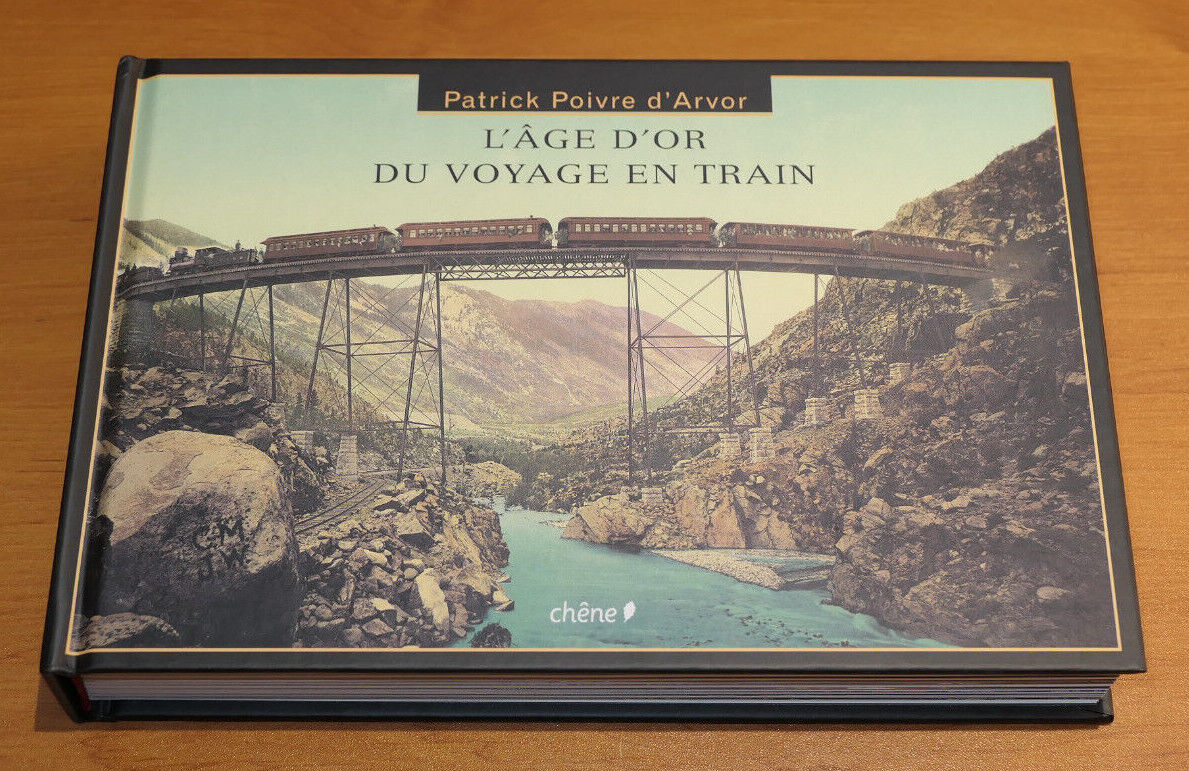 Patrick Poivre d'Arvor
L'ÂGE D'OR
DU VOYAGE EN TRAIN
chêne